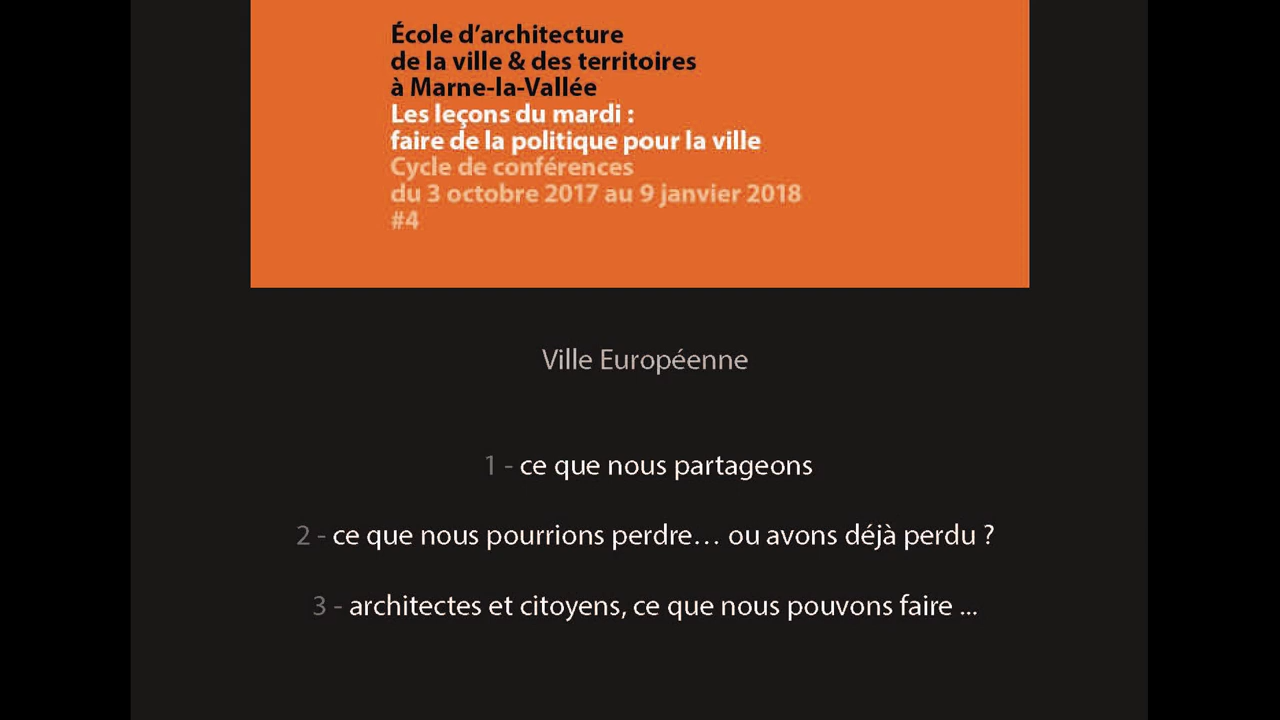 École d’architecture
de la ville & des territoires
à Marne-la-Vallée
Les leçons du mardi :
faire de la politique pour la ville
Cycle de conférences
du 3 octobre 2017 au 9 janvier 2018
#4
Ville Européenne
1 - ce que nous partageons
2 - ce que nous pourrions perdre… ou avons déjà perdu ?
3 - architectes et citoyens, ce que nous pouvons faire ...